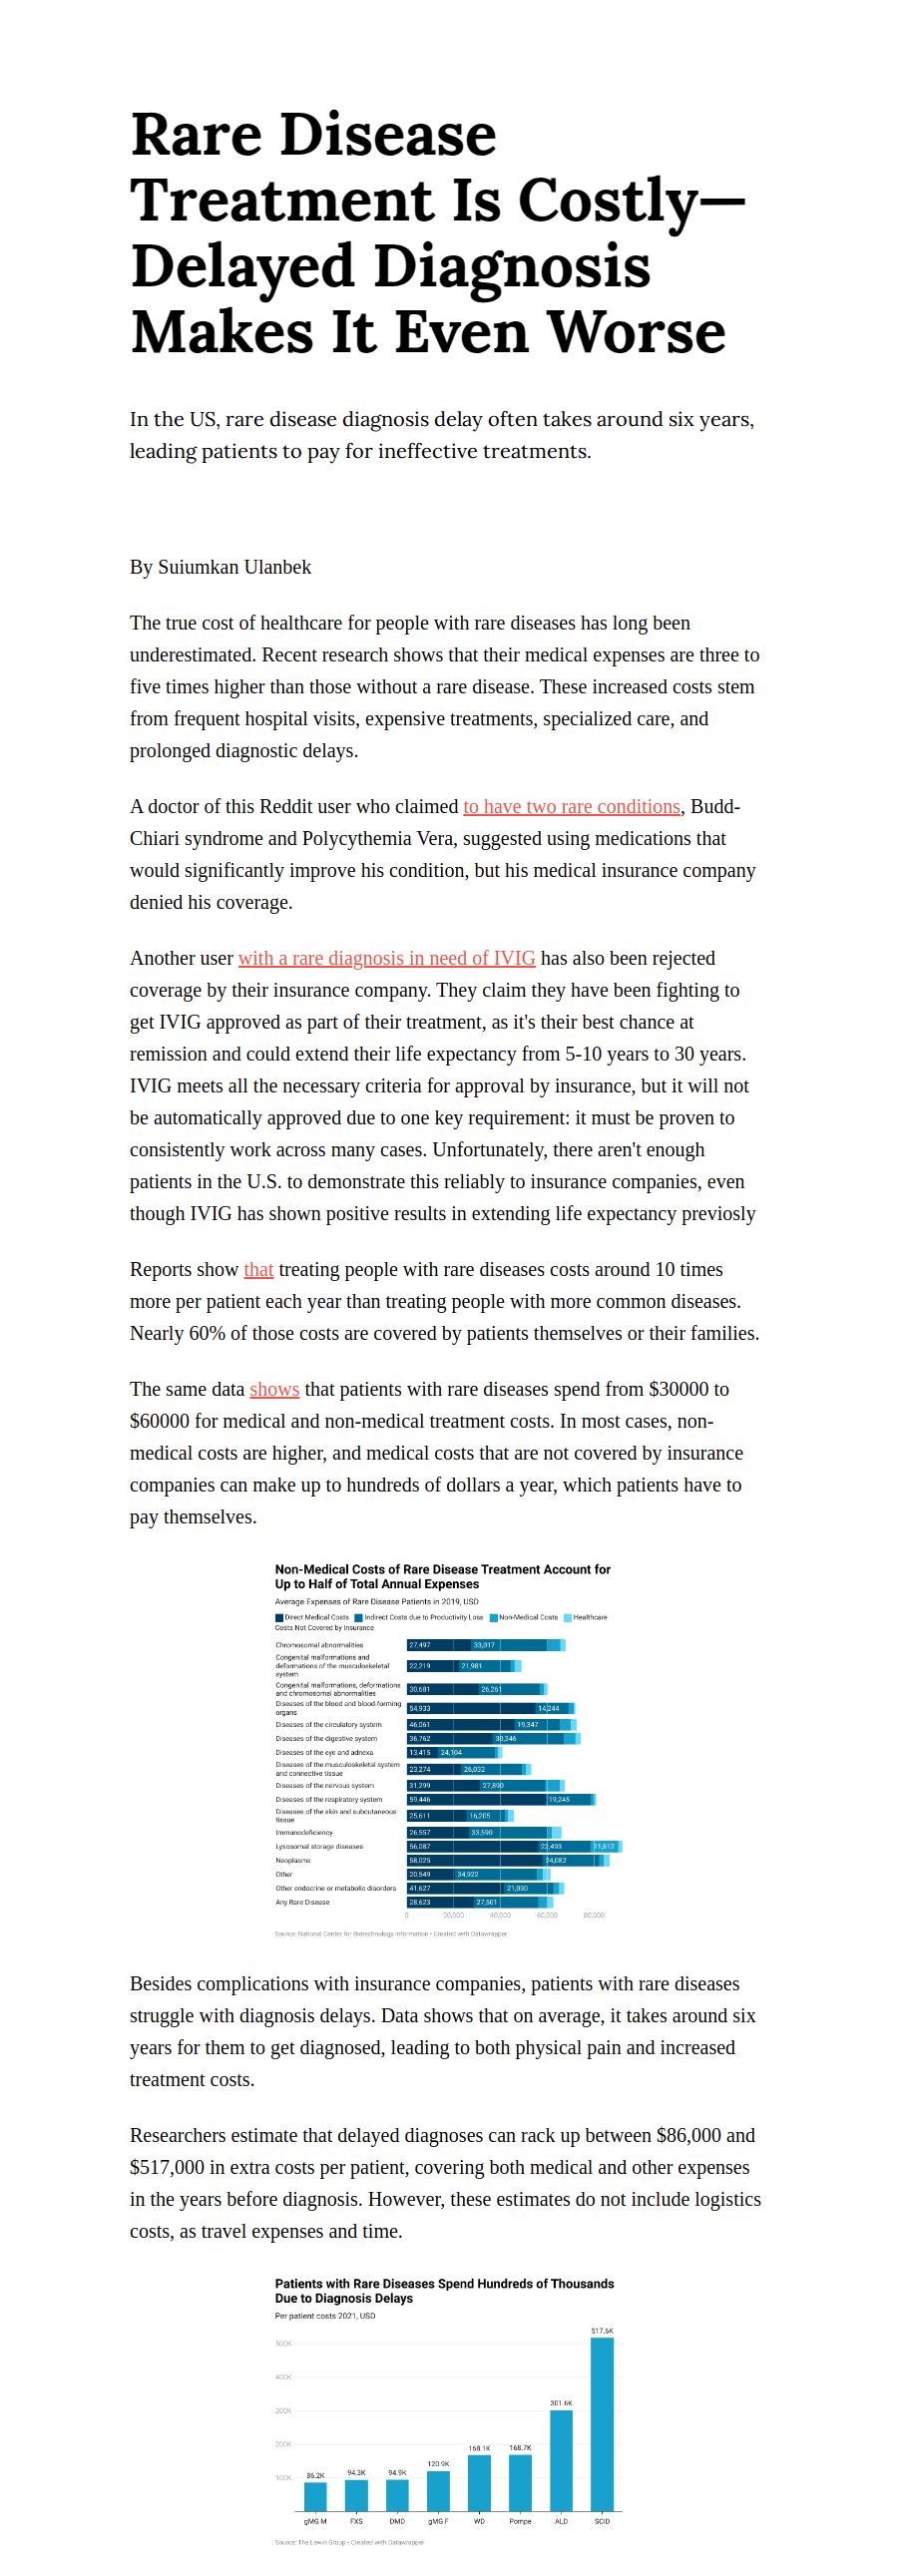 Rare Disease
Treatment Is Costly—
Delayed Diagnosis
Makes It Even Worse
In the US, rare disease diagnosis delay often takes around six years,
leading patients to pay for ineffective treatments.
By Suiumkan Ulanbek
The true cost of healthcare for people with rare diseases has long been
underestimated. Recent research shows that their medical expenses are three to
five times higher than those without a rare disease. These increased costs stem
from frequent hospital visits, expensive treatments, specialized care, and
prolonged diagnostic delays.
A doctor of this Reddit user who claimed to have two rare conditions, Budd-
Chiari syndrome and Polycythemia Vera, suggested using medications that
would significantly improve his condition, but his medical insurance company
denied his coverage.
Another user with a rare diagnosis in need of IVIG has also been rejected
coverage by their insurance company. They claim they have been fighting to
get IVIG approved as part of their treatment, as it's their best chance at
remission and could extend their life expectancy from 5-10 years to 30 years.
IVIG meets all the necessary criteria for approval by insurance, but it will not
be automatically approved due to one key requirement: it must be proven to
consistently work across many cases. Unfortunately, there aren't enough
patients in the U.S. to demonstrate this reliably to insurance companies, even
though IVIG has shown positive results in extending life expectancy previosly
Reports show that treating people with rare diseases costs around 10 times
more per patient each year than treating people with more common diseases.
Nearly 60% of those costs are covered by patients themselves or their families.
The same data shows that patients with rare diseases spend from $30000 to
$60000 for medical and non-medical treatment costs. In most cases, non-
medical costs are higher, and medical costs that are not covered by insurance
companies can make up to hundreds of dollars a year, which patients have to
pay themselves.
Non-Medical Costs of Rare Disease Treatment Account for
Up to Half of Total Annual Expenses
Average Expenses of Rare Disease Patients in 2019, USD
Direct Medical Costs Indirect Costs due to Productivity Loss Non-Medical Costs Healthcare
Costs Not Covered by Insurance
Chromosomal abnormalities 27,497 33,017
Congenital malformations and
deformations of the musculoskeletal 22,219 21,981
system
Congenital malformations, deformations 30,681 26,261
and chromosomal abnormalities
Diseases of the blood and blood-forming 54,933 14,244
organs
Diseases of the circulatory system 46,061 19,347
Diseases of the digestive system 36,762 30,346
Diseases of the eye and adnexa 13,415 24,104
Diseases of the musculoskeletal system 23,274 26,032
and connective tissue
Diseases of the nervous system 31,299 27,890
Diseases of the respiratory system 59,446 19,245
Diseases of the skin and subcutaneous 25,611 16,205
tissue
Immunodeficiency 26,557 33,590
Lysosomal storage diseases 56,087 22,493 11,512
Neoplasms 58,025 24,082
Other 20,549 34,922
Other endocrine or metabolic disorders 41,627 21,030
Any Rare Disease 28,623 27,501
0 20,000 40,000 60,000 80,000
Source: National Center for Biotechnology Information • Created with Datawrapper
Besides complications with insurance companies, patients with rare diseases
struggle with diagnosis delays. Data shows that on average, it takes around six
years for them to get diagnosed, leading to both physical pain and increased
treatment costs.
Researchers estimate that delayed diagnoses can rack up between $86,000 and
$517,000 in extra costs per patient, covering both medical and other expenses
in the years before diagnosis. However, these estimates do not include logistics
costs, as travel expenses and time.
Patients with Rare Diseases Spend Hundreds of Thousands
Due to Diagnosis Delays
Per patient costs 2021, USD
517.6K
500K
400K
301.6K
300K
200K
168.1K 168.7K
120.9K
100K
86.2K 94.3K 94.9K
gMG M FXS DMD gMG F WD Pompe ALD SCID
Source: The Lewin Group • Created with Datawrapper